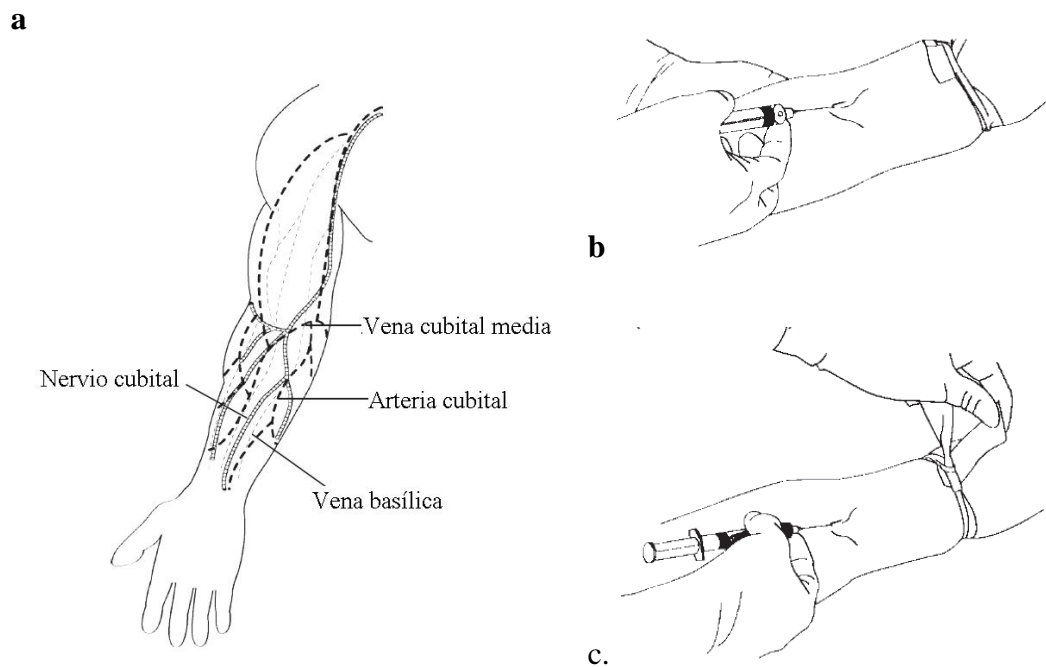 a
Vena cubital media
Nervio cubital
Arteria cubital
Vena basílica
b
c.